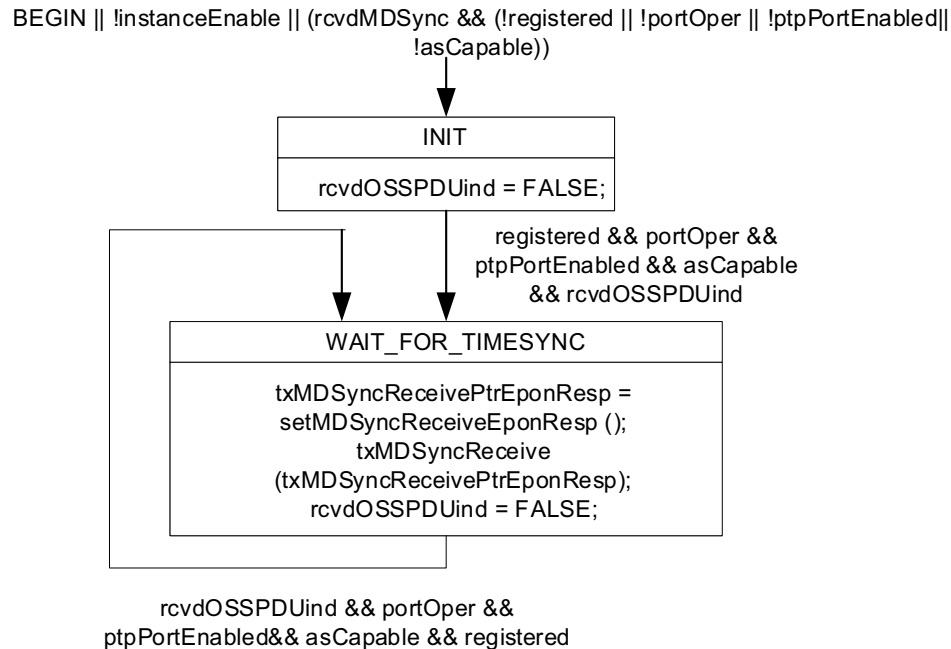 BEGIN || !instanceEnable || (rcvdMDSync && (!registered || !portOper || !ptpPortEnabled||
!asCapable))
INIT
rcvdOSSPDUind = FALSE;
registered && portOper &&
ptpPortEnabled && asCapable
&& rcvdOSSPDUind
WAIT_FOR_TIMESYNC
txMDSyncReceivePtrEponResp =
setMDSyncReceiveEponResp ();
txMDSyncReceive
(txMDSyncReceivePtrEponResp);
rcvdOSSPDUind = FALSE;
rcvdOSSPDUind && portOper &&
ptpPortEnabled&& asCapable && registered